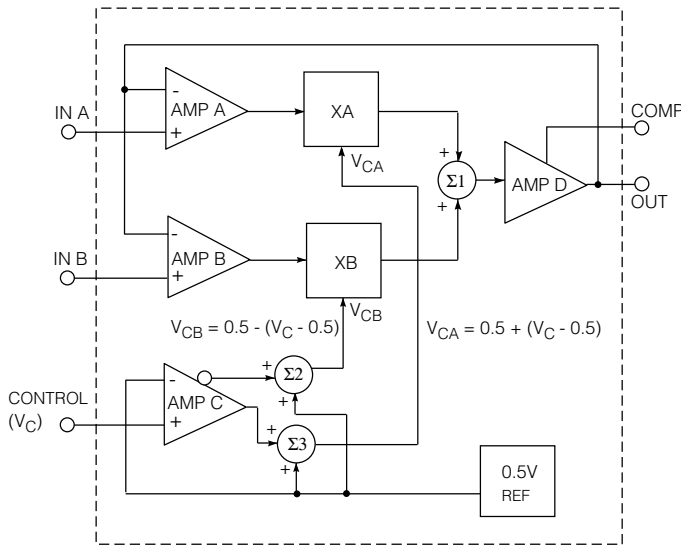 IN A
-
+
AMP A
XA
V_CA
+
+
Σ1
AMP D
COMP
OUT
IN B
-
+
AMP B
XB
V_CB
V_CB = 0.5 - (V_C - 0.5)
V_CA = 0.5 + (V_C - 0.5)
CONTROL
(V_C)
-
+
AMP C
+
Σ2
+
+
Σ3
+
0.5V
REF